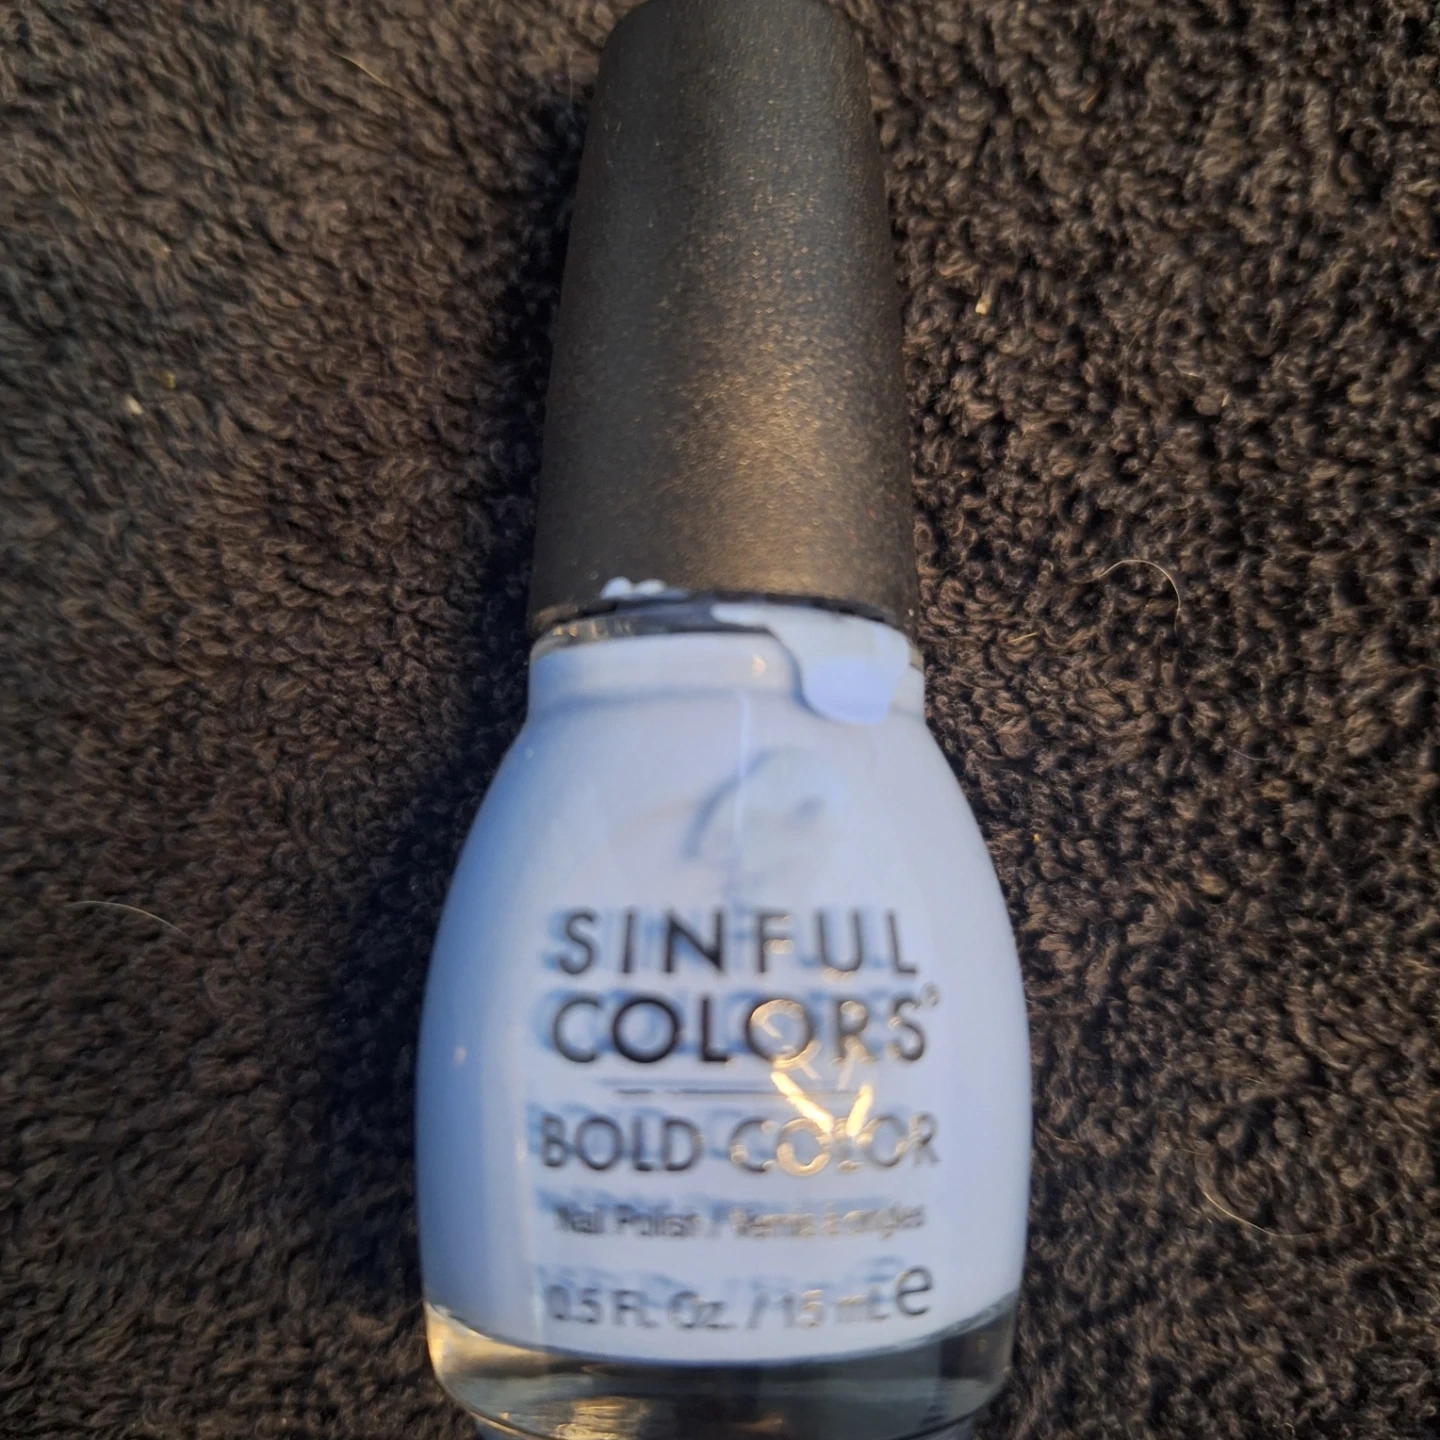 SINFUL
COLORS®
BOLD COLOR
Nail Polish / Vernis à ongles
0.5 Fl. Oz. / 15 mL e